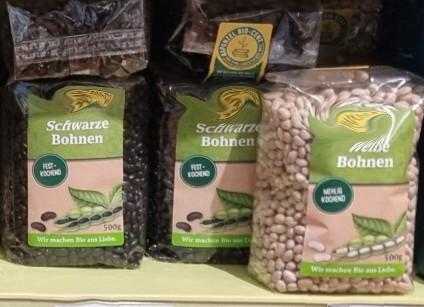 Schwarze
Bohnen
FEST-
KOCHEND
500g
Wir machen Bio aus Liebe.
Schwarze
Bohnen
FEST-
KOCHEND
500g
Wir machen Bio aus Liebe.
Weiße
Bohnen
MEHLIG
KOCHEND
500g
Wir machen Bio aus Liebe.